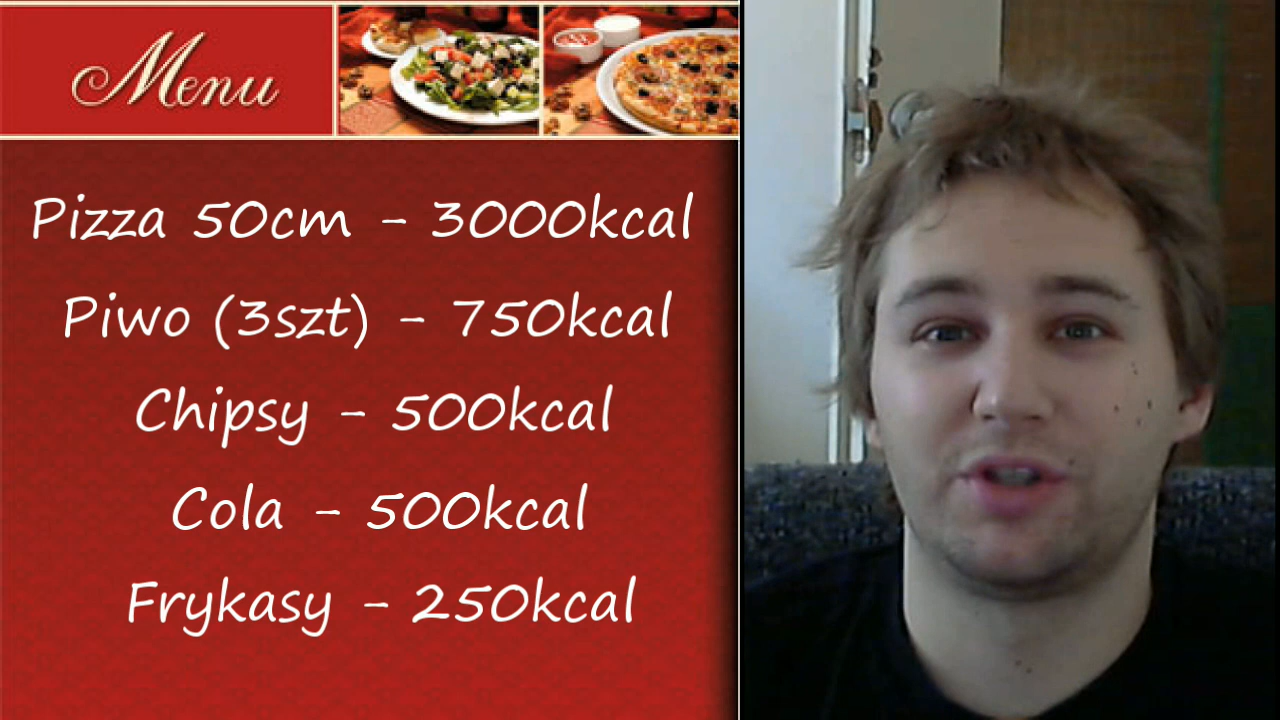 Menu
Pizza 50cm - 3000kcal
Piwo (3szt) - 750kcal
Chipsy - 500kcal
Cola - 500kcal
Frykasy - 250kcal